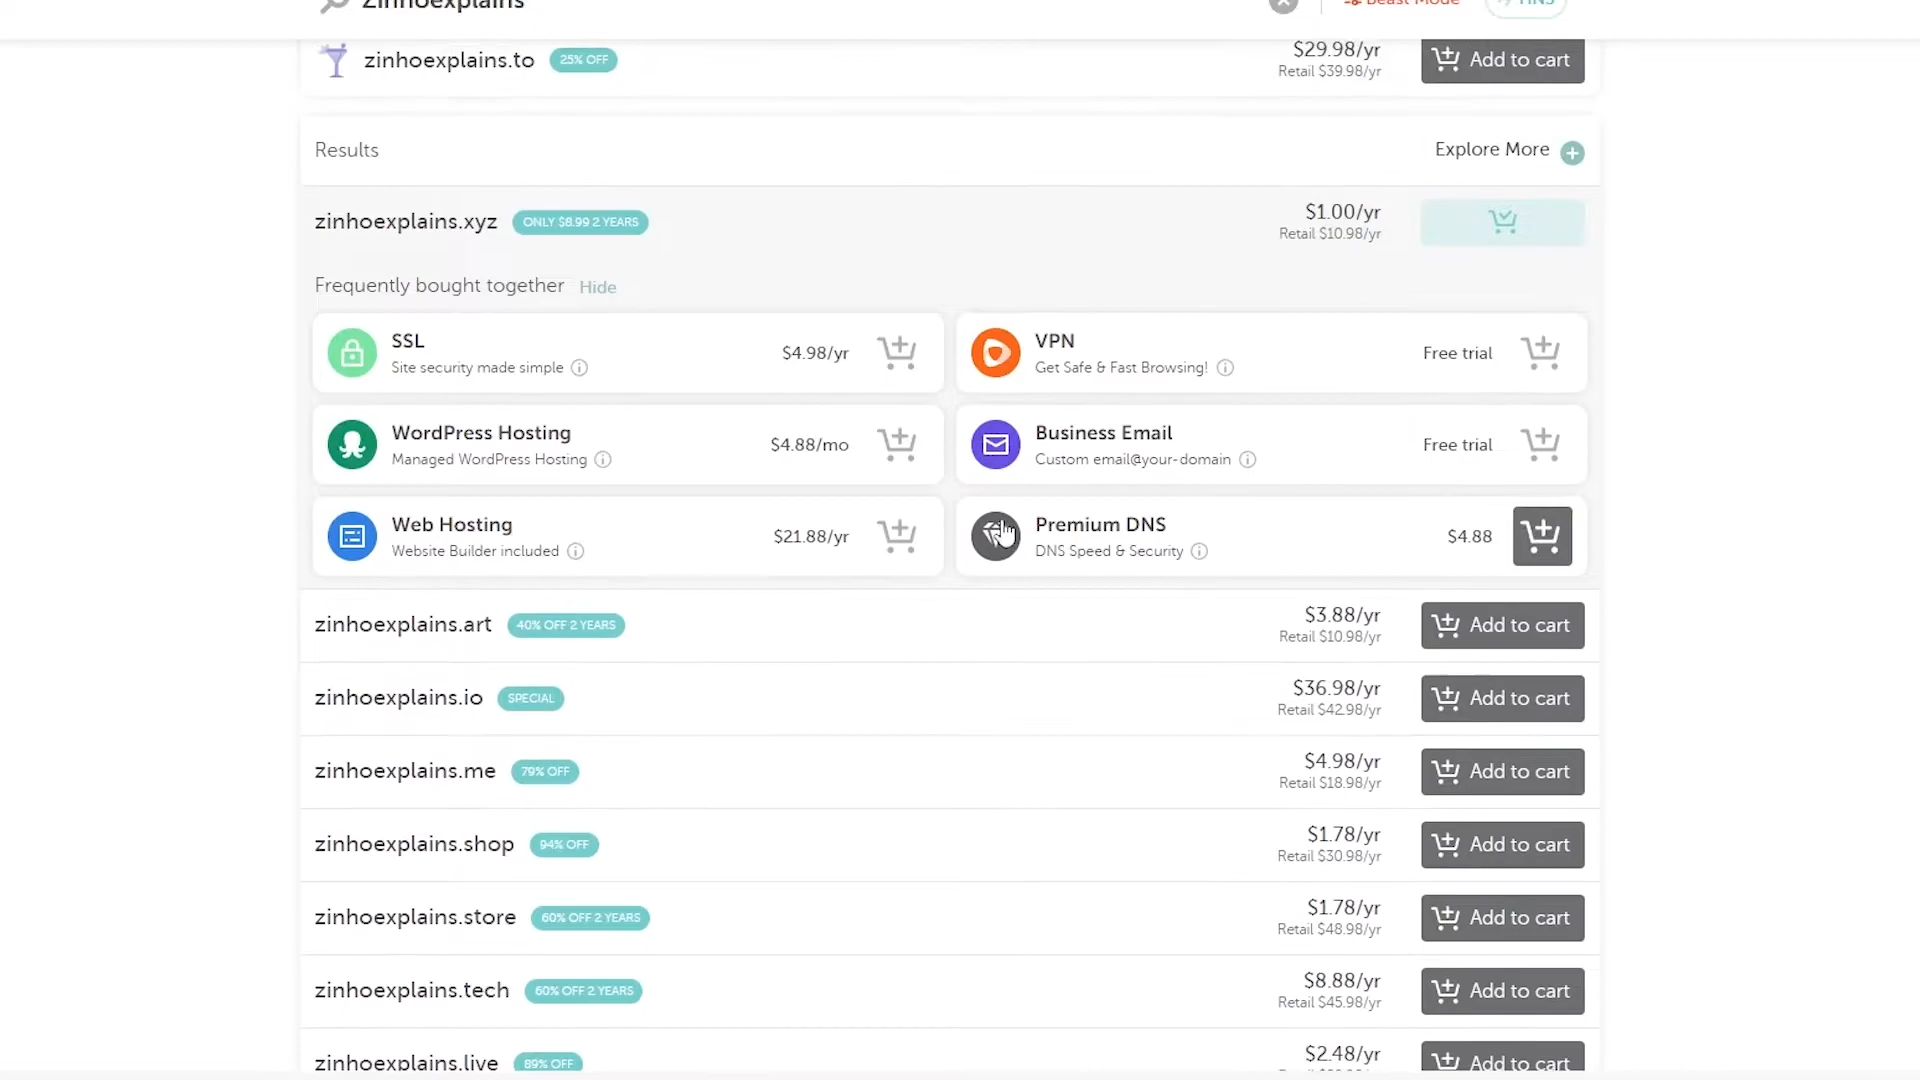 Zinhoexplains
Beast Mode
HNS
zinhoexplains.to 25% OFF $29.98/yr Add to cart
Retail $39.98/yr
Results Explore More
zinhoexplains.xyz ONLY $8.99 2 YEARS $1.00/yr
Retail $10.98/yr
Frequently bought together Hide
SSL
Site security made simple
$4.98/yr
VPN
Get Safe & Fast Browsing!
Free trial
WordPress Hosting
Managed WordPress Hosting
$4.88/mo
Business Email
Custom email@your-domain
Free trial
Web Hosting
Website Builder included
$21.88/yr
Premium DNS
DNS Speed & Security
$4.88
zinhoexplains.art 40% OFF 2 YEARS $3.88/yr Add to cart
Retail $10.98/yr
zinhoexplains.io SPECIAL $36.98/yr Add to cart
Retail $42.98/yr
zinhoexplains.me 79% OFF $4.98/yr Add to cart
Retail $18.98/yr
zinhoexplains.shop 94% OFF $1.78/yr Add to cart
Retail $30.98/yr
zinhoexplains.store 60% OFF 2 YEARS $1.78/yr Add to cart
Retail $48.98/yr
zinhoexplains.tech 60% OFF 2 YEARS $8.88/yr Add to cart
Retail $45.98/yr
zinhoexplains.live 89% OFF $2.48/yr Add to cart